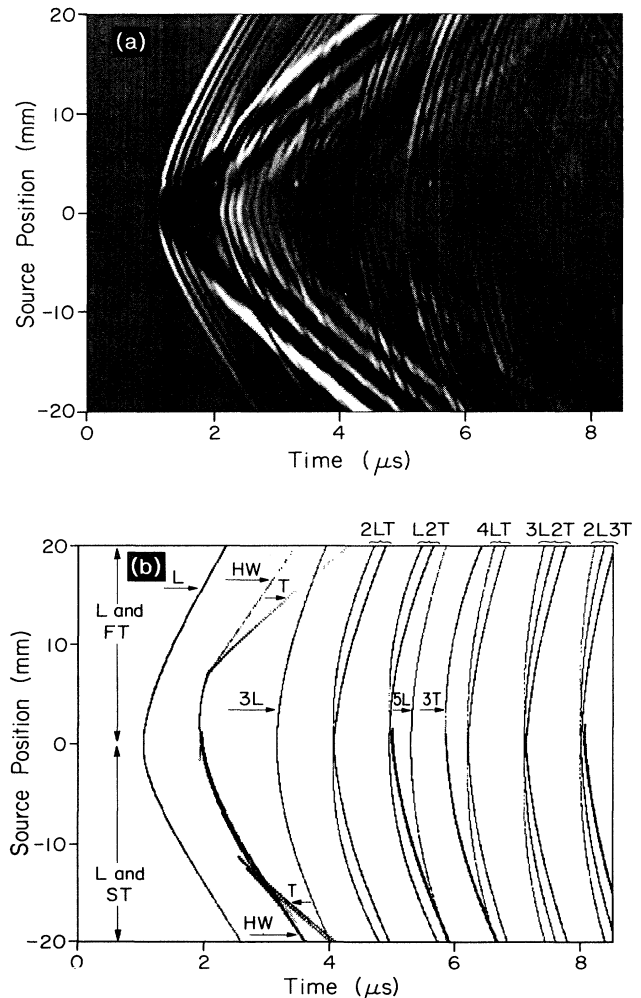 (a)
20
10
0
-10
-20
Source Position (mm)
0 2 4 6 8
Time (μs)
2LT L2T 4LT 3L2T 2L3T
(b)
20
10
0
-10
-20
Source Position (mm)
L and
FT
L and
ST
L
HW
T
3L
5L
3T
T
HW
0 2 4 6 8
Time (μs)